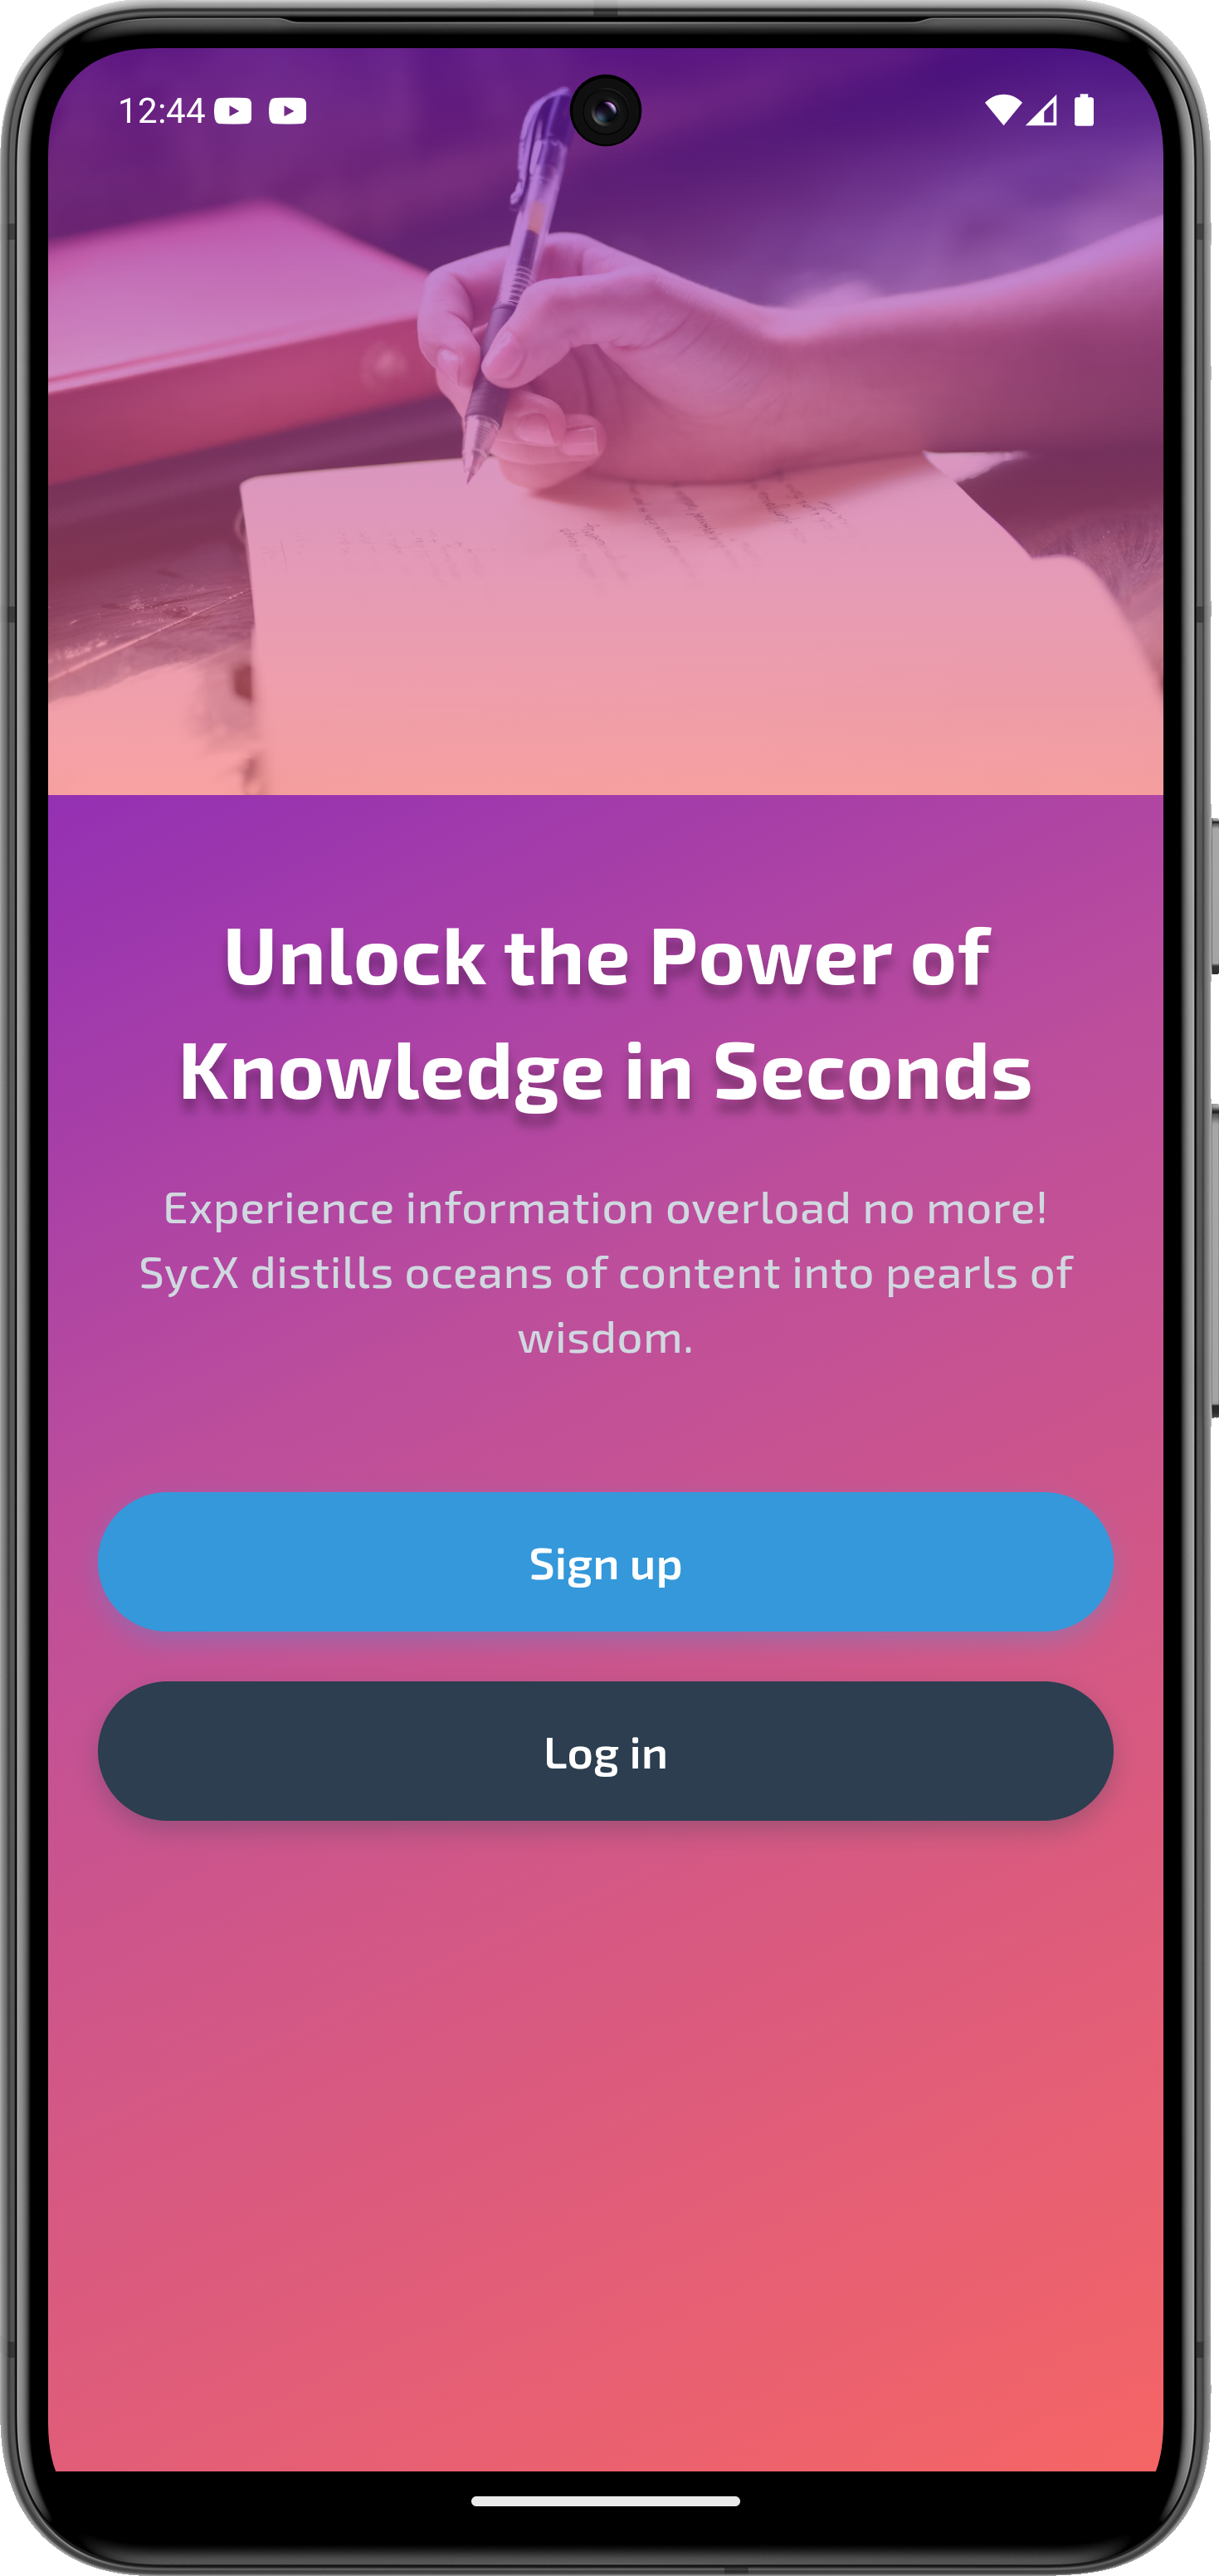 12:44
Unlock the Power of
Knowledge in Seconds
Experience information overload no more!
SycX distills oceans of content into pearls of
wisdom.
Sign up
Log in